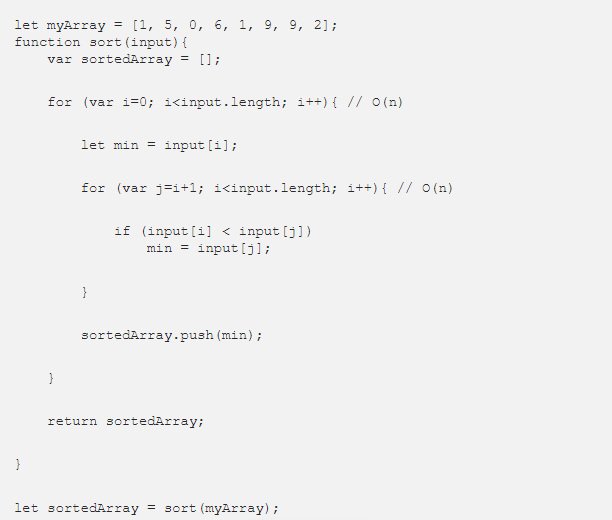 let myArray = [1, 5, 0, 6, 1, 9, 9, 2];
function sort(input){
    var sortedArray = [];
    for (var i=0; i<input.length; i++){ // O(n)
        let min = input[i];
        for (var j=i+1; i<input.length; i++){ // O(n)
            if (input[i] < input[j])
                min = input[j];
        }
        sortedArray.push(min);
    }
    return sortedArray;
}
let sortedArray = sort(myArray);